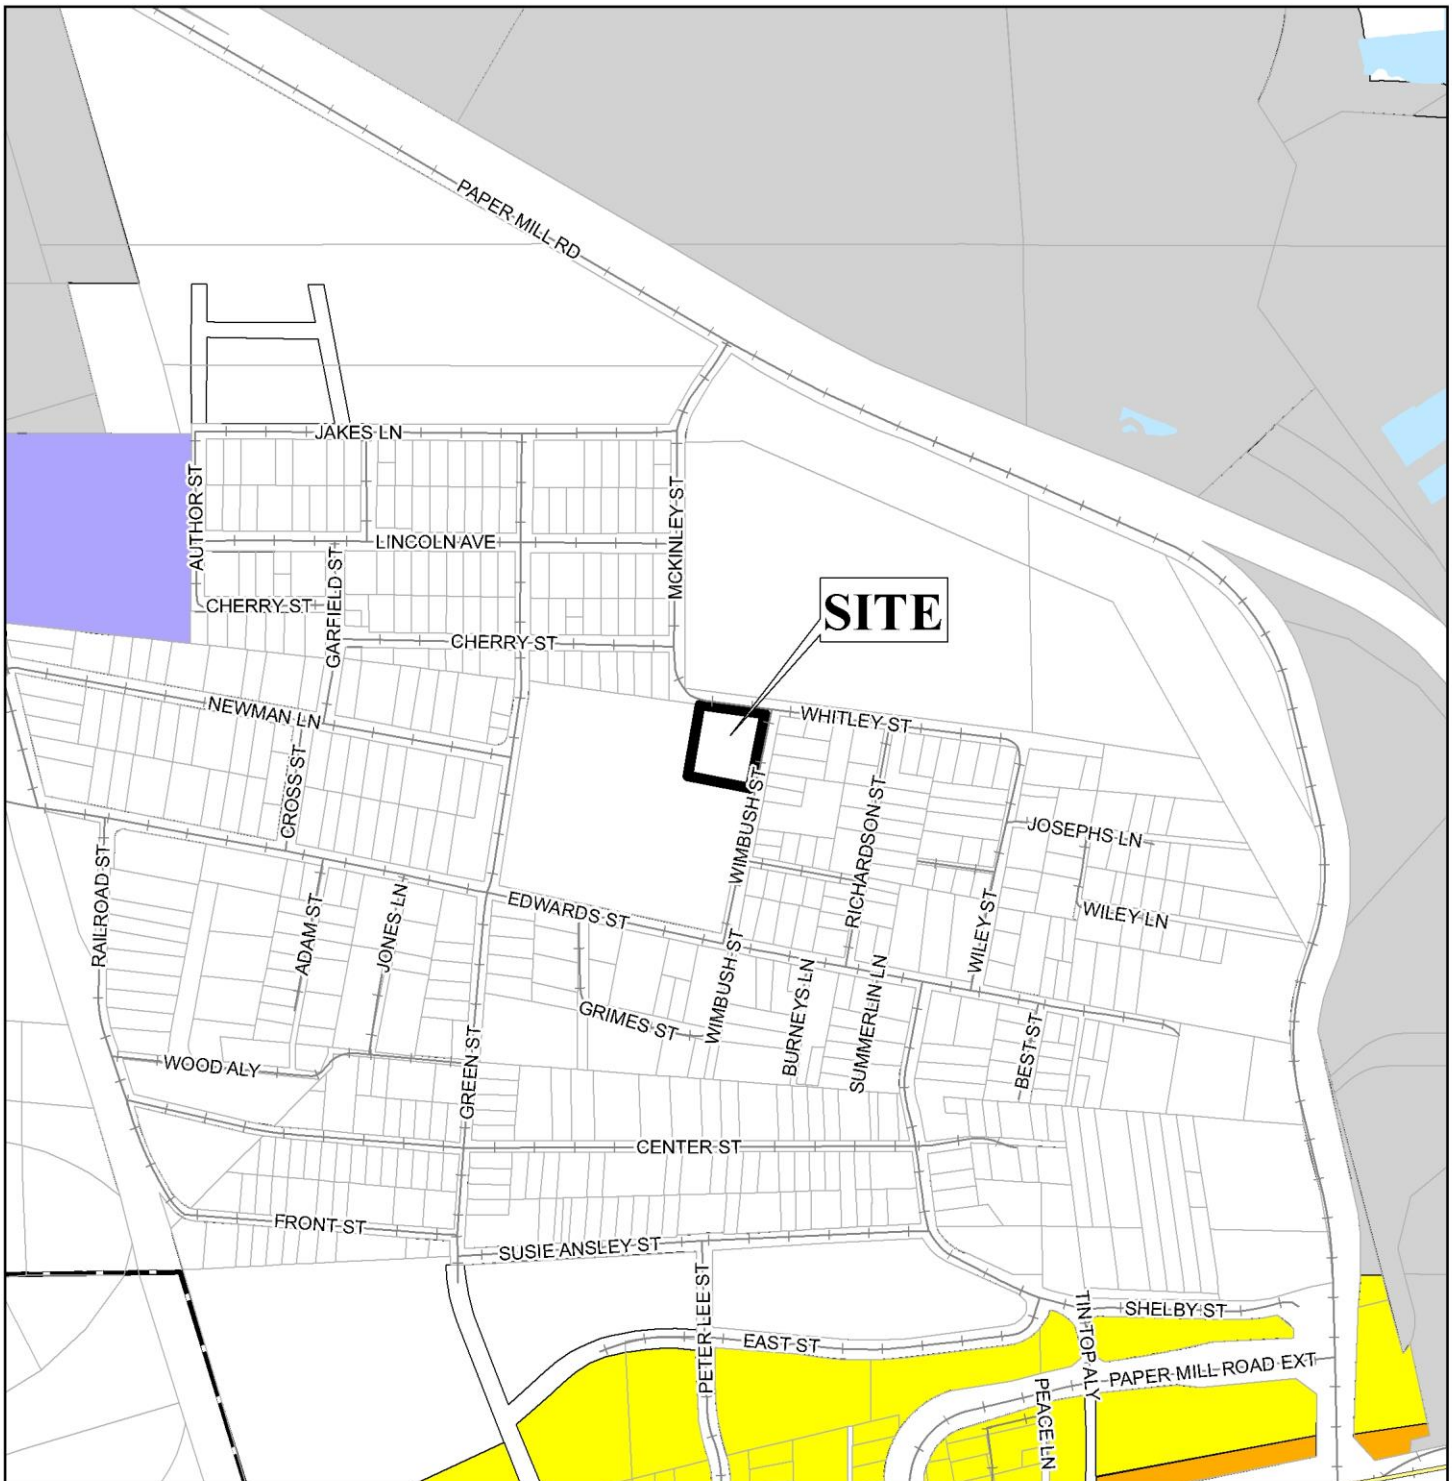 PAPER MILL RD
JAKES LN
AUTHOR ST
MCKINLEY ST
LINCOLN AVE
GARFIELD ST
CHERRY ST
SITE
CHERRY ST
NEWMAN LN
WHITLEY ST
CROSS ST
WIMBUSH ST
RICHARDSON ST
JOSEPHS LN
RAILROAD ST
ADAM ST
JONES LN
EDWARDS ST
WILEY ST
WILEY LN
WIMBUSH ST
BURNEYS LN
SUMMERLIN LN
GRIMES ST
GREEN ST
BEST ST
WOOD ALY
CENTER ST
FRONT ST
SUSIE ANSLEY ST
PETER LEE ST
SHELBY ST
TIN TOP ALY
EAST ST
PAPER MILL ROAD EXT
PEACE LN